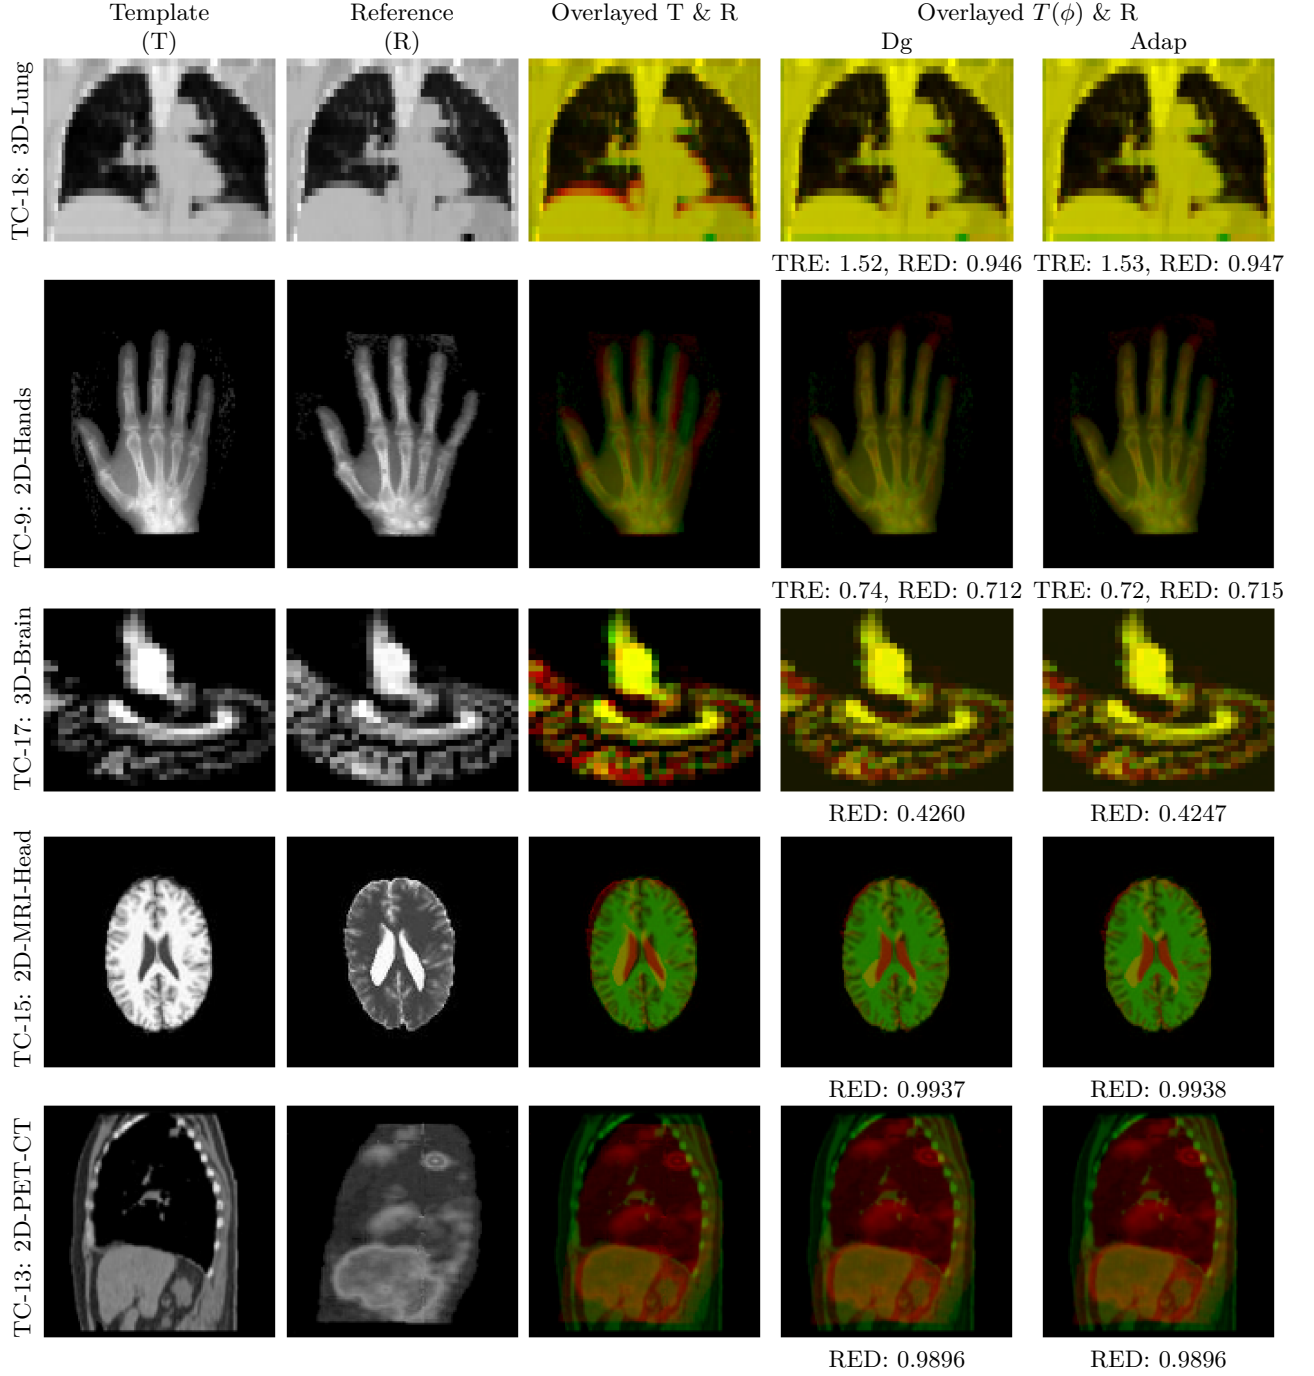 Template Reference Overlayed T & R Overlayed T(ϕ) & R
(T) (R) Dg Adap
TC-18: 3D-Lung
TRE: 1.52, RED: 0.946 TRE: 1.53, RED: 0.947
TC-9: 2D-Hands
TRE: 0.74, RED: 0.712 TRE: 0.72, RED: 0.715
TC-17: 3D-Brain
RED: 0.4260 RED: 0.4247
TC-15: 2D-MRI-Head
RED: 0.9937 RED: 0.9938
TC-13: 2D-PET-CT
RED: 0.9896 RED: 0.9896